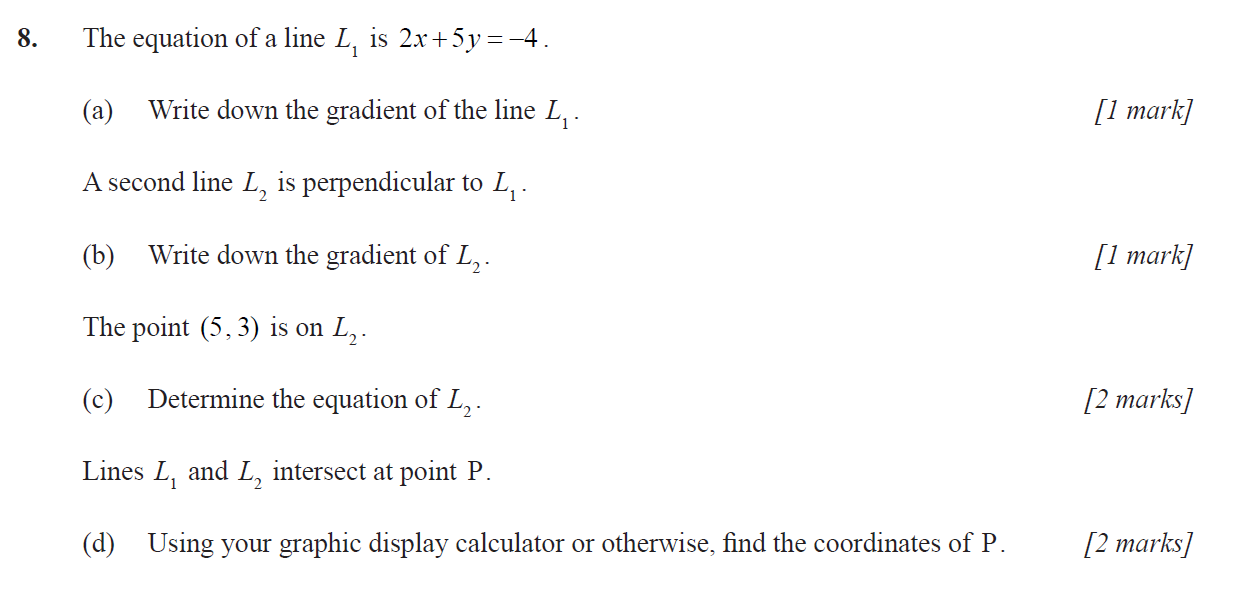 8. The equation of a line L₁ is 2x+5y=−4.
(a) Write down the gradient of the line L₁. [1 mark]
A second line L₂ is perpendicular to L₁.
(b) Write down the gradient of L₂. [1 mark]
The point (5, 3) is on L₂.
(c) Determine the equation of L₂. [2 marks]
Lines L₁ and L₂ intersect at point P.
(d) Using your graphic display calculator or otherwise, find the coordinates of P. [2 marks]